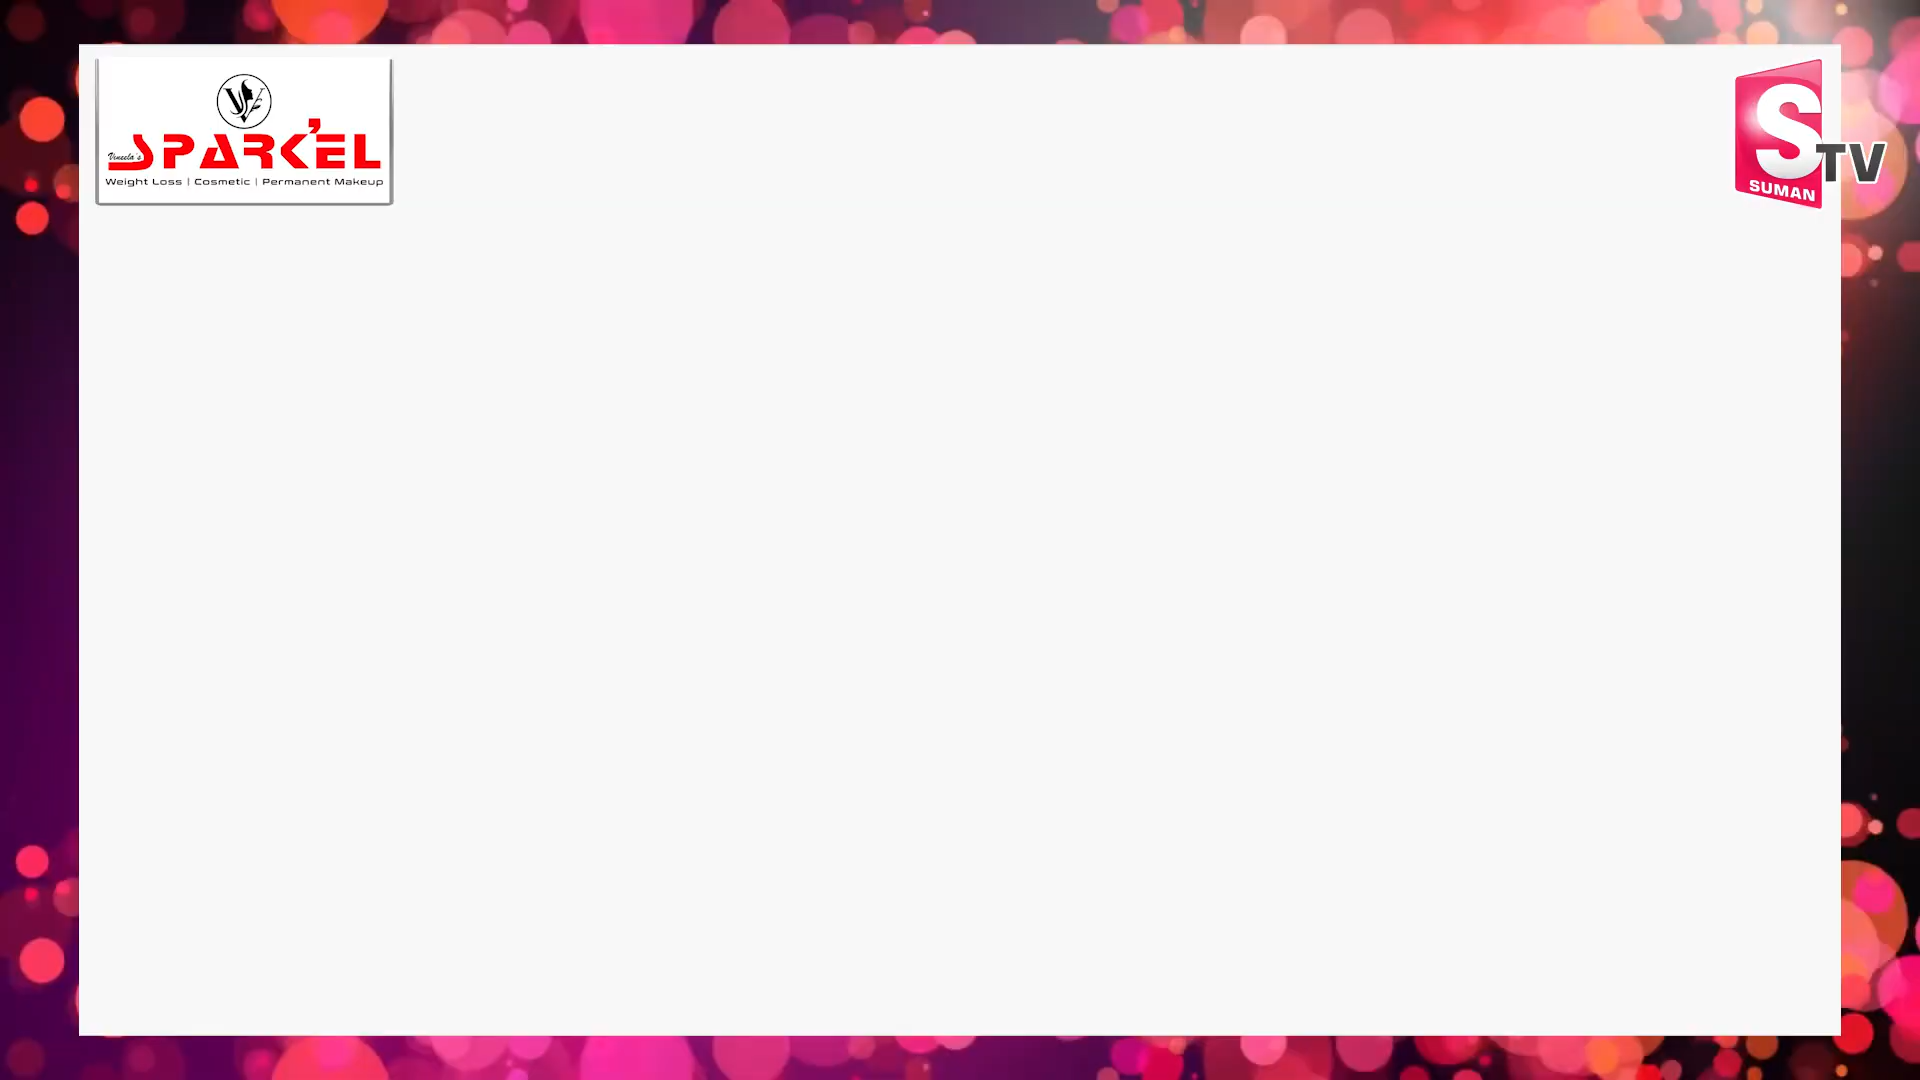 Vineela's SPARK'EL
Weight Loss | Cosmetic | Permanent Makeup
S TV
SUMAN